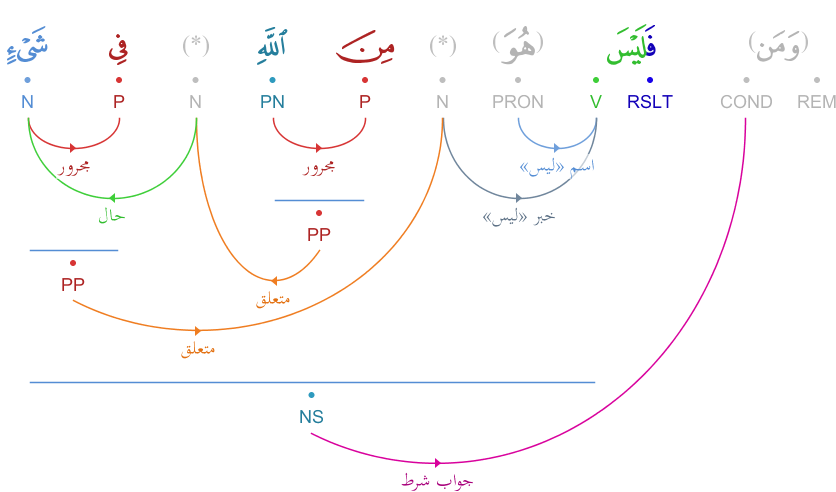 (وَمَن) فَلَيْسَ (هُوَ) (*) مِنَ ٱللَّهِ (*) فِى شَىْءٍ
REM COND RSLT V PRON N P PN N P N
مجرور مجرور اسم «ليس»
حال خبر «ليس»
PP
متعلق
PP
متعلق
NS
جواب شرط